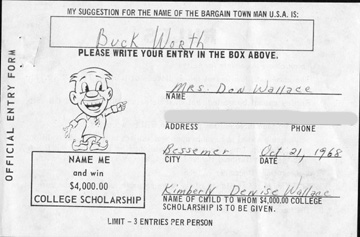 MY SUGGESTION FOR THE NAME OF THE BARGAIN TOWN MAN U.S.A. IS:
Buck Worth
PLEASE WRITE YOUR ENTRY IN THE BOX ABOVE.
OFFICIAL ENTRY FORM
Mrs Don Wallace
NAME
ADDRESS PHONE
Bessemer Oct 21, 1968
CITY DATE
Kimberly Denise Wallace
NAME OF CHILD TO WHOM $4,000.00 COLLEGE
SCHOLARSHIP IS TO BE GIVEN.
NAME ME
and win
$4,000.00
COLLEGE SCHOLARSHIP
LIMIT - 3 ENTRIES PER PERSON